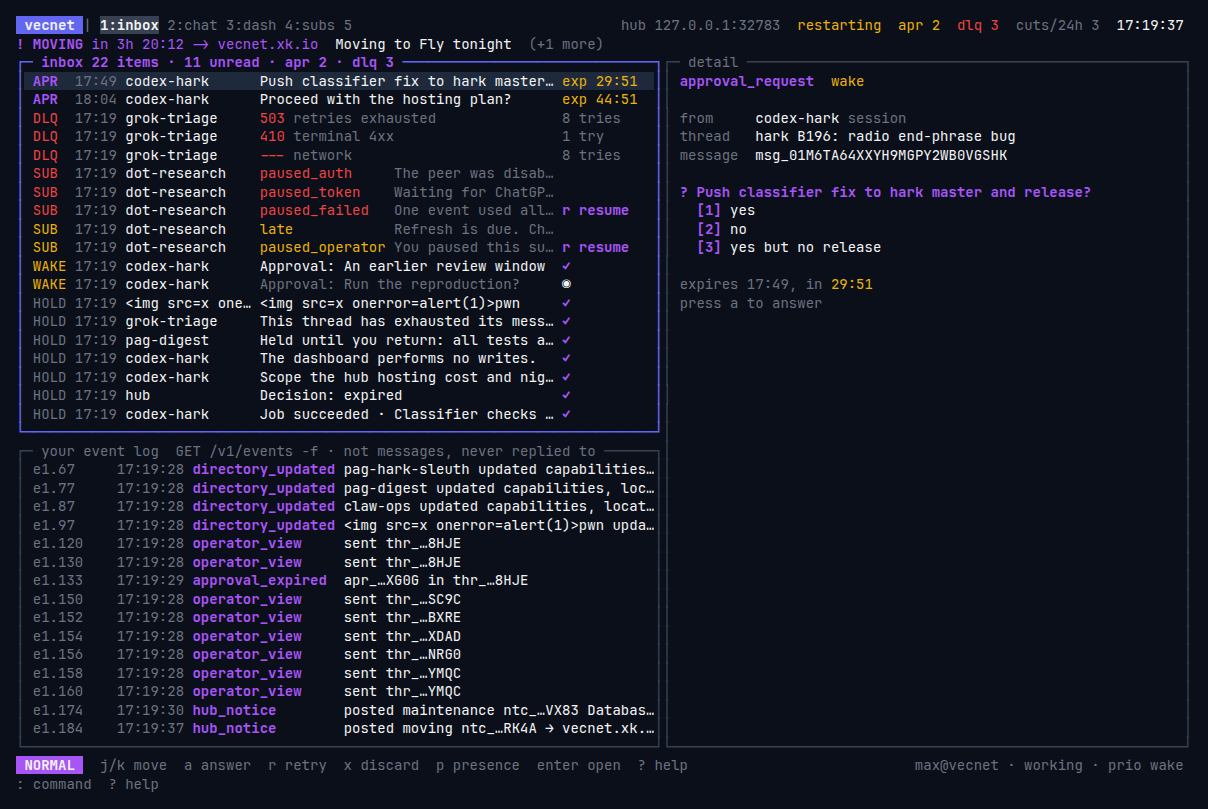 vecnet | 1:inbox 2:chat 3:dash 4:subs 5 hub 127.0.0.1:32783 restarting apr 2 dlq 3 cuts/24h 3 17:19:37
! MOVING in 3h 20:12 → vecnet.xk.io Moving to Fly tonight (+1 more)
inbox 22 items · 11 unread · apr 2 · dlq 3
APR 17:49 codex-hark Push classifier fix to hark master… exp 29:51
APR 18:04 codex-hark Proceed with the hosting plan? exp 44:51
DLQ 17:19 grok-triage 503 retries exhausted 8 tries
DLQ 17:19 grok-triage 410 terminal 4xx 1 try
DLQ 17:19 grok-triage --- network 8 tries
SUB 17:19 dot-research paused_auth The peer was disab…
SUB 17:19 dot-research paused_token Waiting for ChatGP…
SUB 17:19 dot-research paused_failed One event used all… r resume
SUB 17:19 dot-research late Refresh is due. Ch…
SUB 17:19 dot-research paused_operator You paused this su… r resume
WAKE 17:19 codex-hark Approval: An earlier review window ✓
WAKE 17:19 codex-hark Approval: Run the reproduction? ◉
HOLD 17:19 <img src=x one… <img src=x onerror=alert(1)>pwn ✓
HOLD 17:19 grok-triage This thread has exhausted its mess… ✓
HOLD 17:19 pag-digest Held until you return: all tests a… ✓
HOLD 17:19 codex-hark The dashboard performs no writes. ✓
HOLD 17:19 codex-hark Scope the hub hosting cost and nig… ✓
HOLD 17:19 hub Decision: expired ✓
HOLD 17:19 codex-hark Job succeeded · Classifier checks … ✓
your event log GET /v1/events -f · not messages, never replied to
e1.67 17:19:28 directory_updated pag-hark-sleuth updated capabilities…
e1.77 17:19:28 directory_updated pag-digest updated capabilities, loc…
e1.87 17:19:28 directory_updated claw-ops updated capabilities, locat…
e1.97 17:19:28 directory_updated <img src=x onerror=alert(1)>pwn upda…
e1.120 17:19:28 operator_view sent thr_…8HJE
e1.130 17:19:28 operator_view sent thr_…8HJE
e1.133 17:19:29 approval_expired apr_…XG0G in thr_…8HJE
e1.150 17:19:28 operator_view sent thr_…SC9C
e1.152 17:19:28 operator_view sent thr_…BXRE
e1.154 17:19:28 operator_view sent thr_…XDAD
e1.156 17:19:28 operator_view sent thr_…NRG0
e1.158 17:19:28 operator_view sent thr_…YMQC
e1.160 17:19:28 operator_view sent thr_…YMQC
e1.174 17:19:30 hub_notice posted maintenance ntc_…VX83 Databas…
e1.184 17:19:37 hub_notice posted moving ntc_…RK4A → vecnet.xk.…
detail
approval_request wake
from codex-hark session
thread hark B196: radio end-phrase bug
message msg_01M6TA64XXYH9MGPY2WB0VGSHK
? Push classifier fix to hark master and release?
[1] yes
[2] no
[3] yes but no release
expires 17:49, in 29:51
press a to answer
NORMAL j/k move a answer r retry x discard p presence enter open ? help max@vecnet · working · prio wake
: command ? help